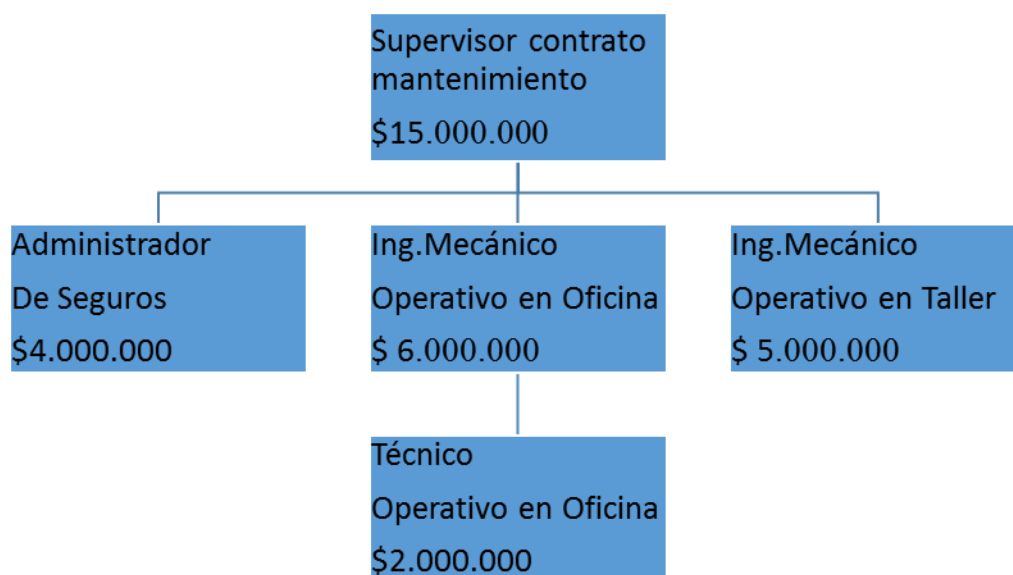 Supervisor contrato
mantenimiento
$15.000.000
Administrador
De Seguros
$4.000.000
Ing.Mecánico
Operativo en Oficina
$ 6.000.000
Ing.Mecánico
Operativo en Taller
$ 5.000.000
Técnico
Operativo en Oficina
$2.000.000